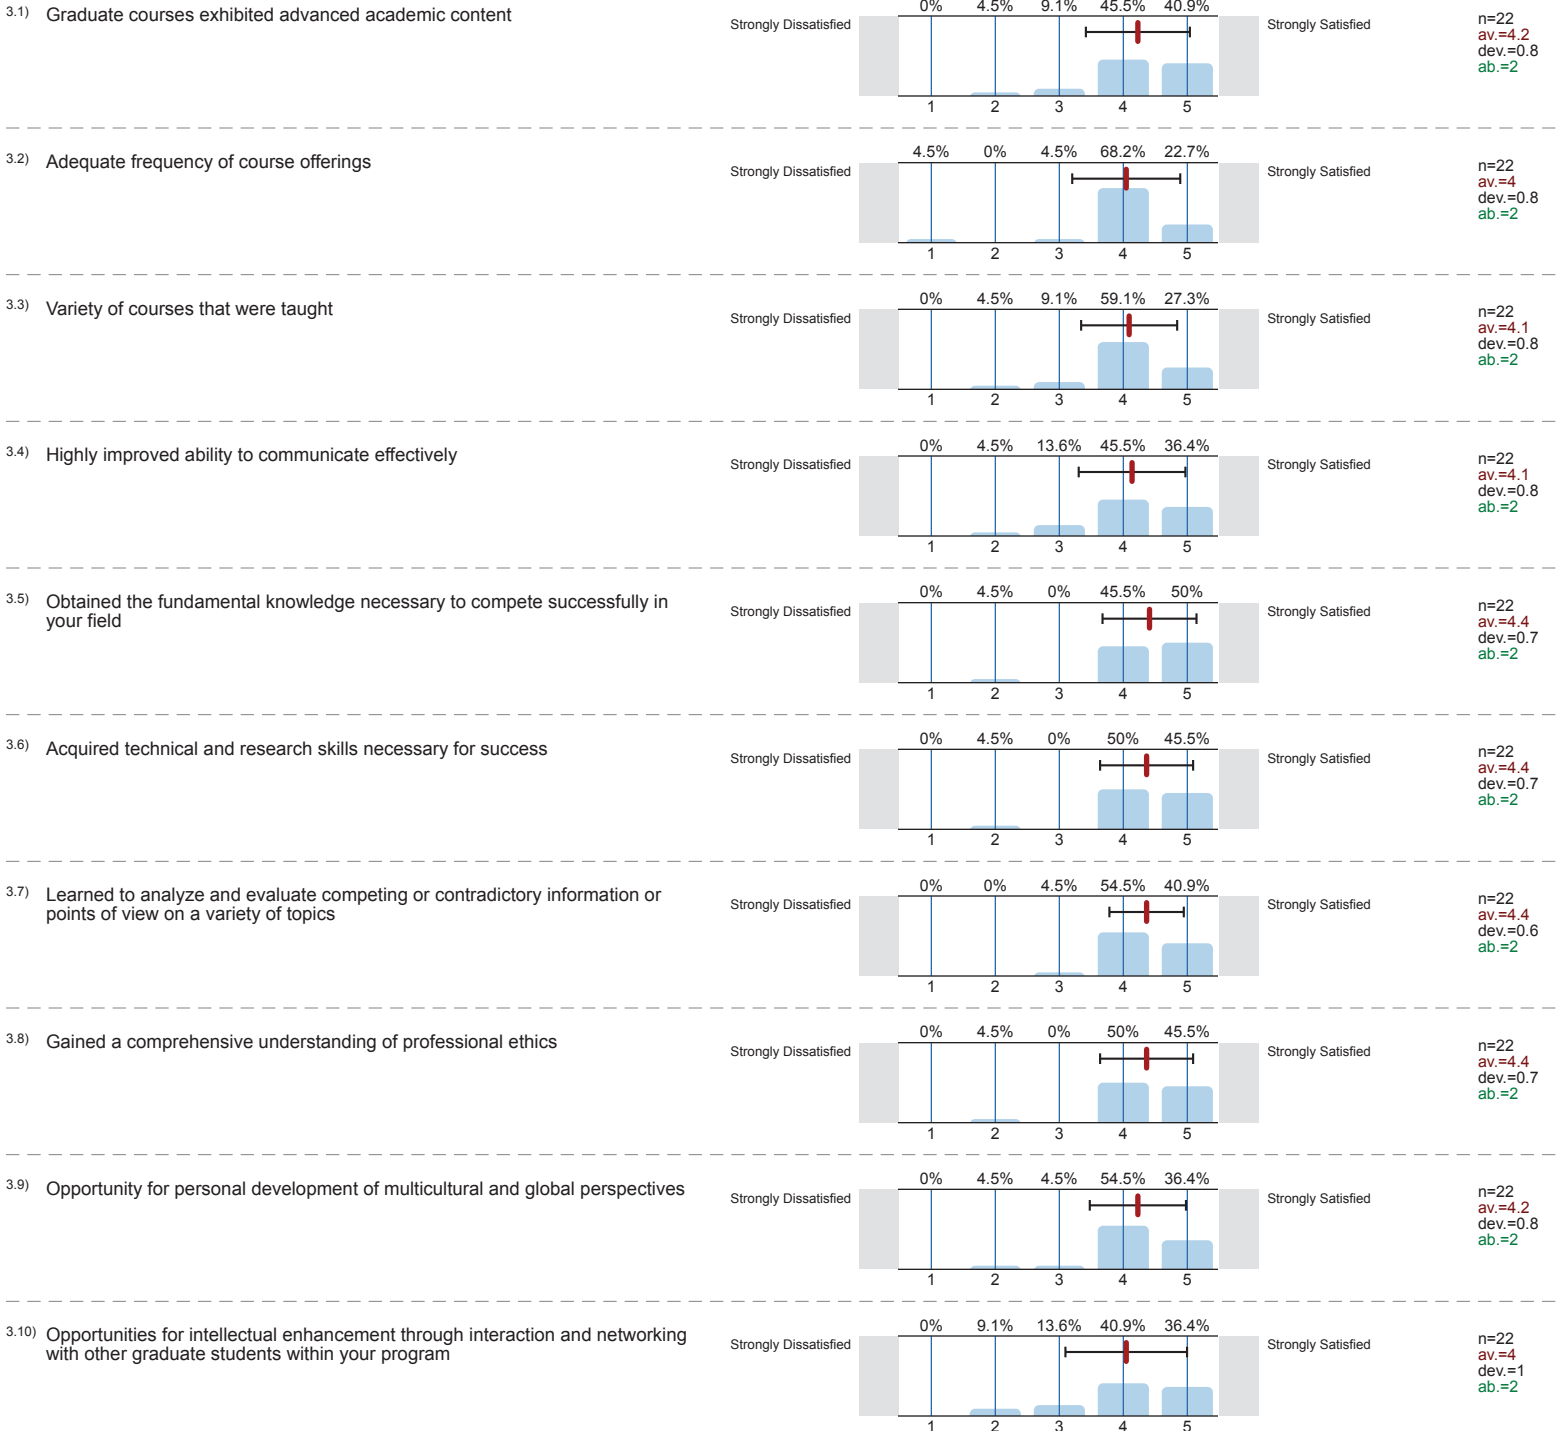 3.1) Graduate courses exhibited advanced academic content
0% 4.5% 9.1% 45.5% 40.9%
Strongly Dissatisfied
Strongly Satisfied
n=22
av.=4.2
dev.=0.8
ab.=2
1 2 3 4 5
3.2) Adequate frequency of course offerings
4.5% 0% 4.5% 68.2% 22.7%
Strongly Dissatisfied
Strongly Satisfied
n=22
av.=4
dev.=0.8
ab.=2
1 2 3 4 5
3.3) Variety of courses that were taught
0% 4.5% 9.1% 59.1% 27.3%
Strongly Dissatisfied
Strongly Satisfied
n=22
av.=4.1
dev.=0.8
ab.=2
1 2 3 4 5
3.4) Highly improved ability to communicate effectively
0% 4.5% 13.6% 45.5% 36.4%
Strongly Dissatisfied
Strongly Satisfied
n=22
av.=4.1
dev.=0.8
ab.=2
1 2 3 4 5
3.5) Obtained the fundamental knowledge necessary to compete successfully in
your field
0% 4.5% 0% 45.5% 50%
Strongly Dissatisfied
Strongly Satisfied
n=22
av.=4.4
dev.=0.7
ab.=2
1 2 3 4 5
3.6) Acquired technical and research skills necessary for success
0% 4.5% 0% 50% 45.5%
Strongly Dissatisfied
Strongly Satisfied
n=22
av.=4.4
dev.=0.7
ab.=2
1 2 3 4 5
3.7) Learned to analyze and evaluate competing or contradictory information or
points of view on a variety of topics
0% 0% 4.5% 54.5% 40.9%
Strongly Dissatisfied
Strongly Satisfied
n=22
av.=4.4
dev.=0.6
ab.=2
1 2 3 4 5
3.8) Gained a comprehensive understanding of professional ethics
0% 4.5% 0% 50% 45.5%
Strongly Dissatisfied
Strongly Satisfied
n=22
av.=4.4
dev.=0.7
ab.=2
1 2 3 4 5
3.9) Opportunity for personal development of multicultural and global perspectives
0% 4.5% 4.5% 54.5% 36.4%
Strongly Dissatisfied
Strongly Satisfied
n=22
av.=4.2
dev.=0.8
ab.=2
1 2 3 4 5
3.10) Opportunities for intellectual enhancement through interaction and networking
with other graduate students within your program
0% 9.1% 13.6% 40.9% 36.4%
Strongly Dissatisfied
Strongly Satisfied
n=22
av.=4
dev.=1
ab.=2
1 2 3 4 5